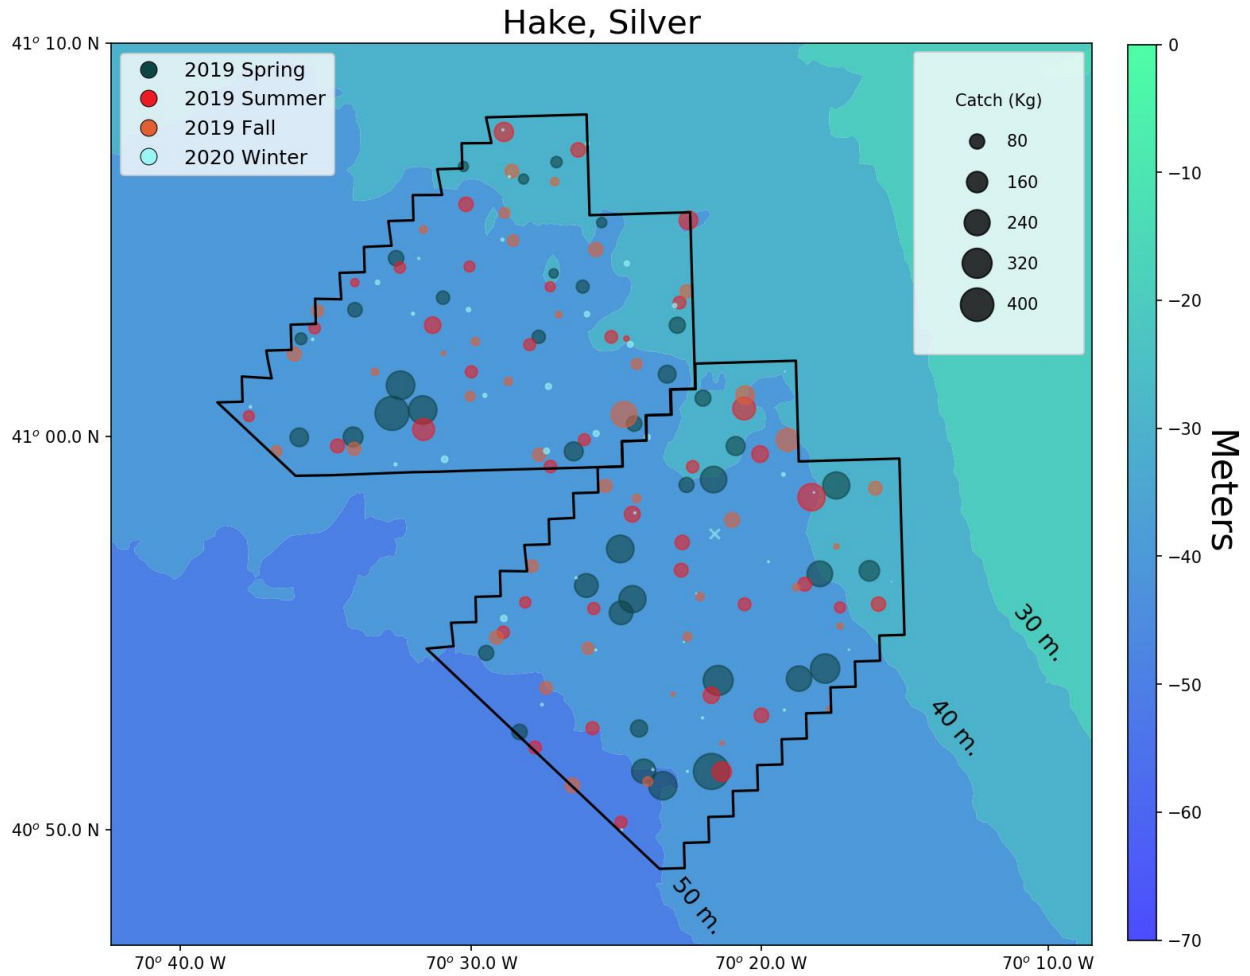 Hake, Silver
41° 10.0 N
41° 00.0 N
40° 50.0 N
70° 40.0 W
70° 30.0 W
70° 20.0 W
70° 10.0 W
2019 Spring
2019 Summer
2019 Fall
2020 Winter
Catch (Kg)
80
160
240
320
400
30 m.
40 m.
50 m.
0
−10
−20
−30
−40
−50
−60
−70
Meters